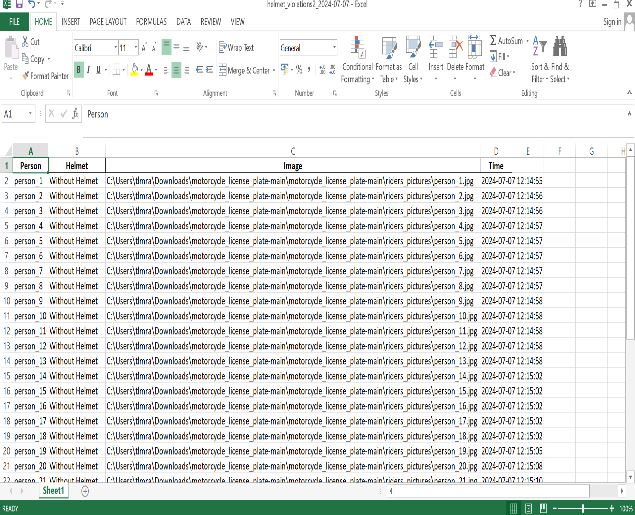 helmet_violations2_2024-07-07 - Excel
FILE HOME INSERT PAGE LAYOUT FORMULAS DATA REVIEW VIEW Sign in
Cut
Copy
Format Painter
Paste
Calibri 11
B I U
Wrap Text
Merge & Center
General
Conditional Formatting
Format as Table
Cell Styles
Insert Delete Format
AutoSum
Fill
Clear
Sort & Filter
Find & Select
Clipboard Font Alignment Number Styles Cells Editing
A1 fx Person
A B C D E F G H
1 Person Helmet Image Time
2 person_1 Without Helmet C:\Users\tlmra\Downloads\motorcycle_license_plate-main\motorcycle_license_plate-main\riders_pictures\person_1.jpg 2024-07-07 12:14:55
3 person_2 Without Helmet C:\Users\tlmra\Downloads\motorcycle_license_plate-main\motorcycle_license_plate-main\riders_pictures\person_2.jpg 2024-07-07 12:14:56
4 person_3 Without Helmet C:\Users\tlmra\Downloads\motorcycle_license_plate-main\motorcycle_license_plate-main\riders_pictures\person_3.jpg 2024-07-07 12:14:56
5 person_4 Without Helmet C:\Users\tlmra\Downloads\motorcycle_license_plate-main\motorcycle_license_plate-main\riders_pictures\person_4.jpg 2024-07-07 12:14:57
6 person_5 Without Helmet C:\Users\tlmra\Downloads\motorcycle_license_plate-main\motorcycle_license_plate-main\riders_pictures\person_5.jpg 2024-07-07 12:14:57
7 person_6 Without Helmet C:\Users\tlmra\Downloads\motorcycle_license_plate-main\motorcycle_license_plate-main\riders_pictures\person_6.jpg 2024-07-07 12:14:57
8 person_7 Without Helmet C:\Users\tlmra\Downloads\motorcycle_license_plate-main\motorcycle_license_plate-main\riders_pictures\person_7.jpg 2024-07-07 12:14:57
9 person_8 Without Helmet C:\Users\tlmra\Downloads\motorcycle_license_plate-main\motorcycle_license_plate-main\riders_pictures\person_8.jpg 2024-07-07 12:14:57
10 person_9 Without Helmet C:\Users\tlmra\Downloads\motorcycle_license_plate-main\motorcycle_license_plate-main\riders_pictures\person_9.jpg 2024-07-07 12:14:58
11 person_10 Without Helmet C:\Users\tlmra\Downloads\motorcycle_license_plate-main\motorcycle_license_plate-main\riders_pictures\person_10.jpg 2024-07-07 12:14:58
12 person_11 Without Helmet C:\Users\tlmra\Downloads\motorcycle_license_plate-main\motorcycle_license_plate-main\riders_pictures\person_11.jpg 2024-07-07 12:14:58
13 person_12 Without Helmet C:\Users\tlmra\Downloads\motorcycle_license_plate-main\motorcycle_license_plate-main\riders_pictures\person_12.jpg 2024-07-07 12:14:58
14 person_13 Without Helmet C:\Users\tlmra\Downloads\motorcycle_license_plate-main\motorcycle_license_plate-main\riders_pictures\person_13.jpg 2024-07-07 12:14:58
15 person_14 Without Helmet C:\Users\tlmra\Downloads\motorcycle_license_plate-main\motorcycle_license_plate-main\riders_pictures\person_14.jpg 2024-07-07 12:15:02
16 person_15 Without Helmet C:\Users\tlmra\Downloads\motorcycle_license_plate-main\motorcycle_license_plate-main\riders_pictures\person_15.jpg 2024-07-07 12:15:02
17 person_16 Without Helmet C:\Users\tlmra\Downloads\motorcycle_license_plate-main\motorcycle_license_plate-main\riders_pictures\person_16.jpg 2024-07-07 12:15:02
18 person_17 Without Helmet C:\Users\tlmra\Downloads\motorcycle_license_plate-main\motorcycle_license_plate-main\riders_pictures\person_17.jpg 2024-07-07 12:15:02
19 person_18 Without Helmet C:\Users\tlmra\Downloads\motorcycle_license_plate-main\motorcycle_license_plate-main\riders_pictures\person_18.jpg 2024-07-07 12:15:02
20 person_19 Without Helmet C:\Users\tlmra\Downloads\motorcycle_license_plate-main\motorcycle_license_plate-main\riders_pictures\person_19.jpg 2024-07-07 12:15:05
21 person_20 Without Helmet C:\Users\tlmra\Downloads\motorcycle_license_plate-main\motorcycle_license_plate-main\riders_pictures\person_20.jpg 2024-07-07 12:15:08
22 person_21 Without Helmet C:\Users\tlmra\Downloads\motorcycle_license_plate-main\motorcycle_license_plate-main\riders_pictures\person_21.jpg 2024-07-07 12:15:10
Sheet1
READY 100%